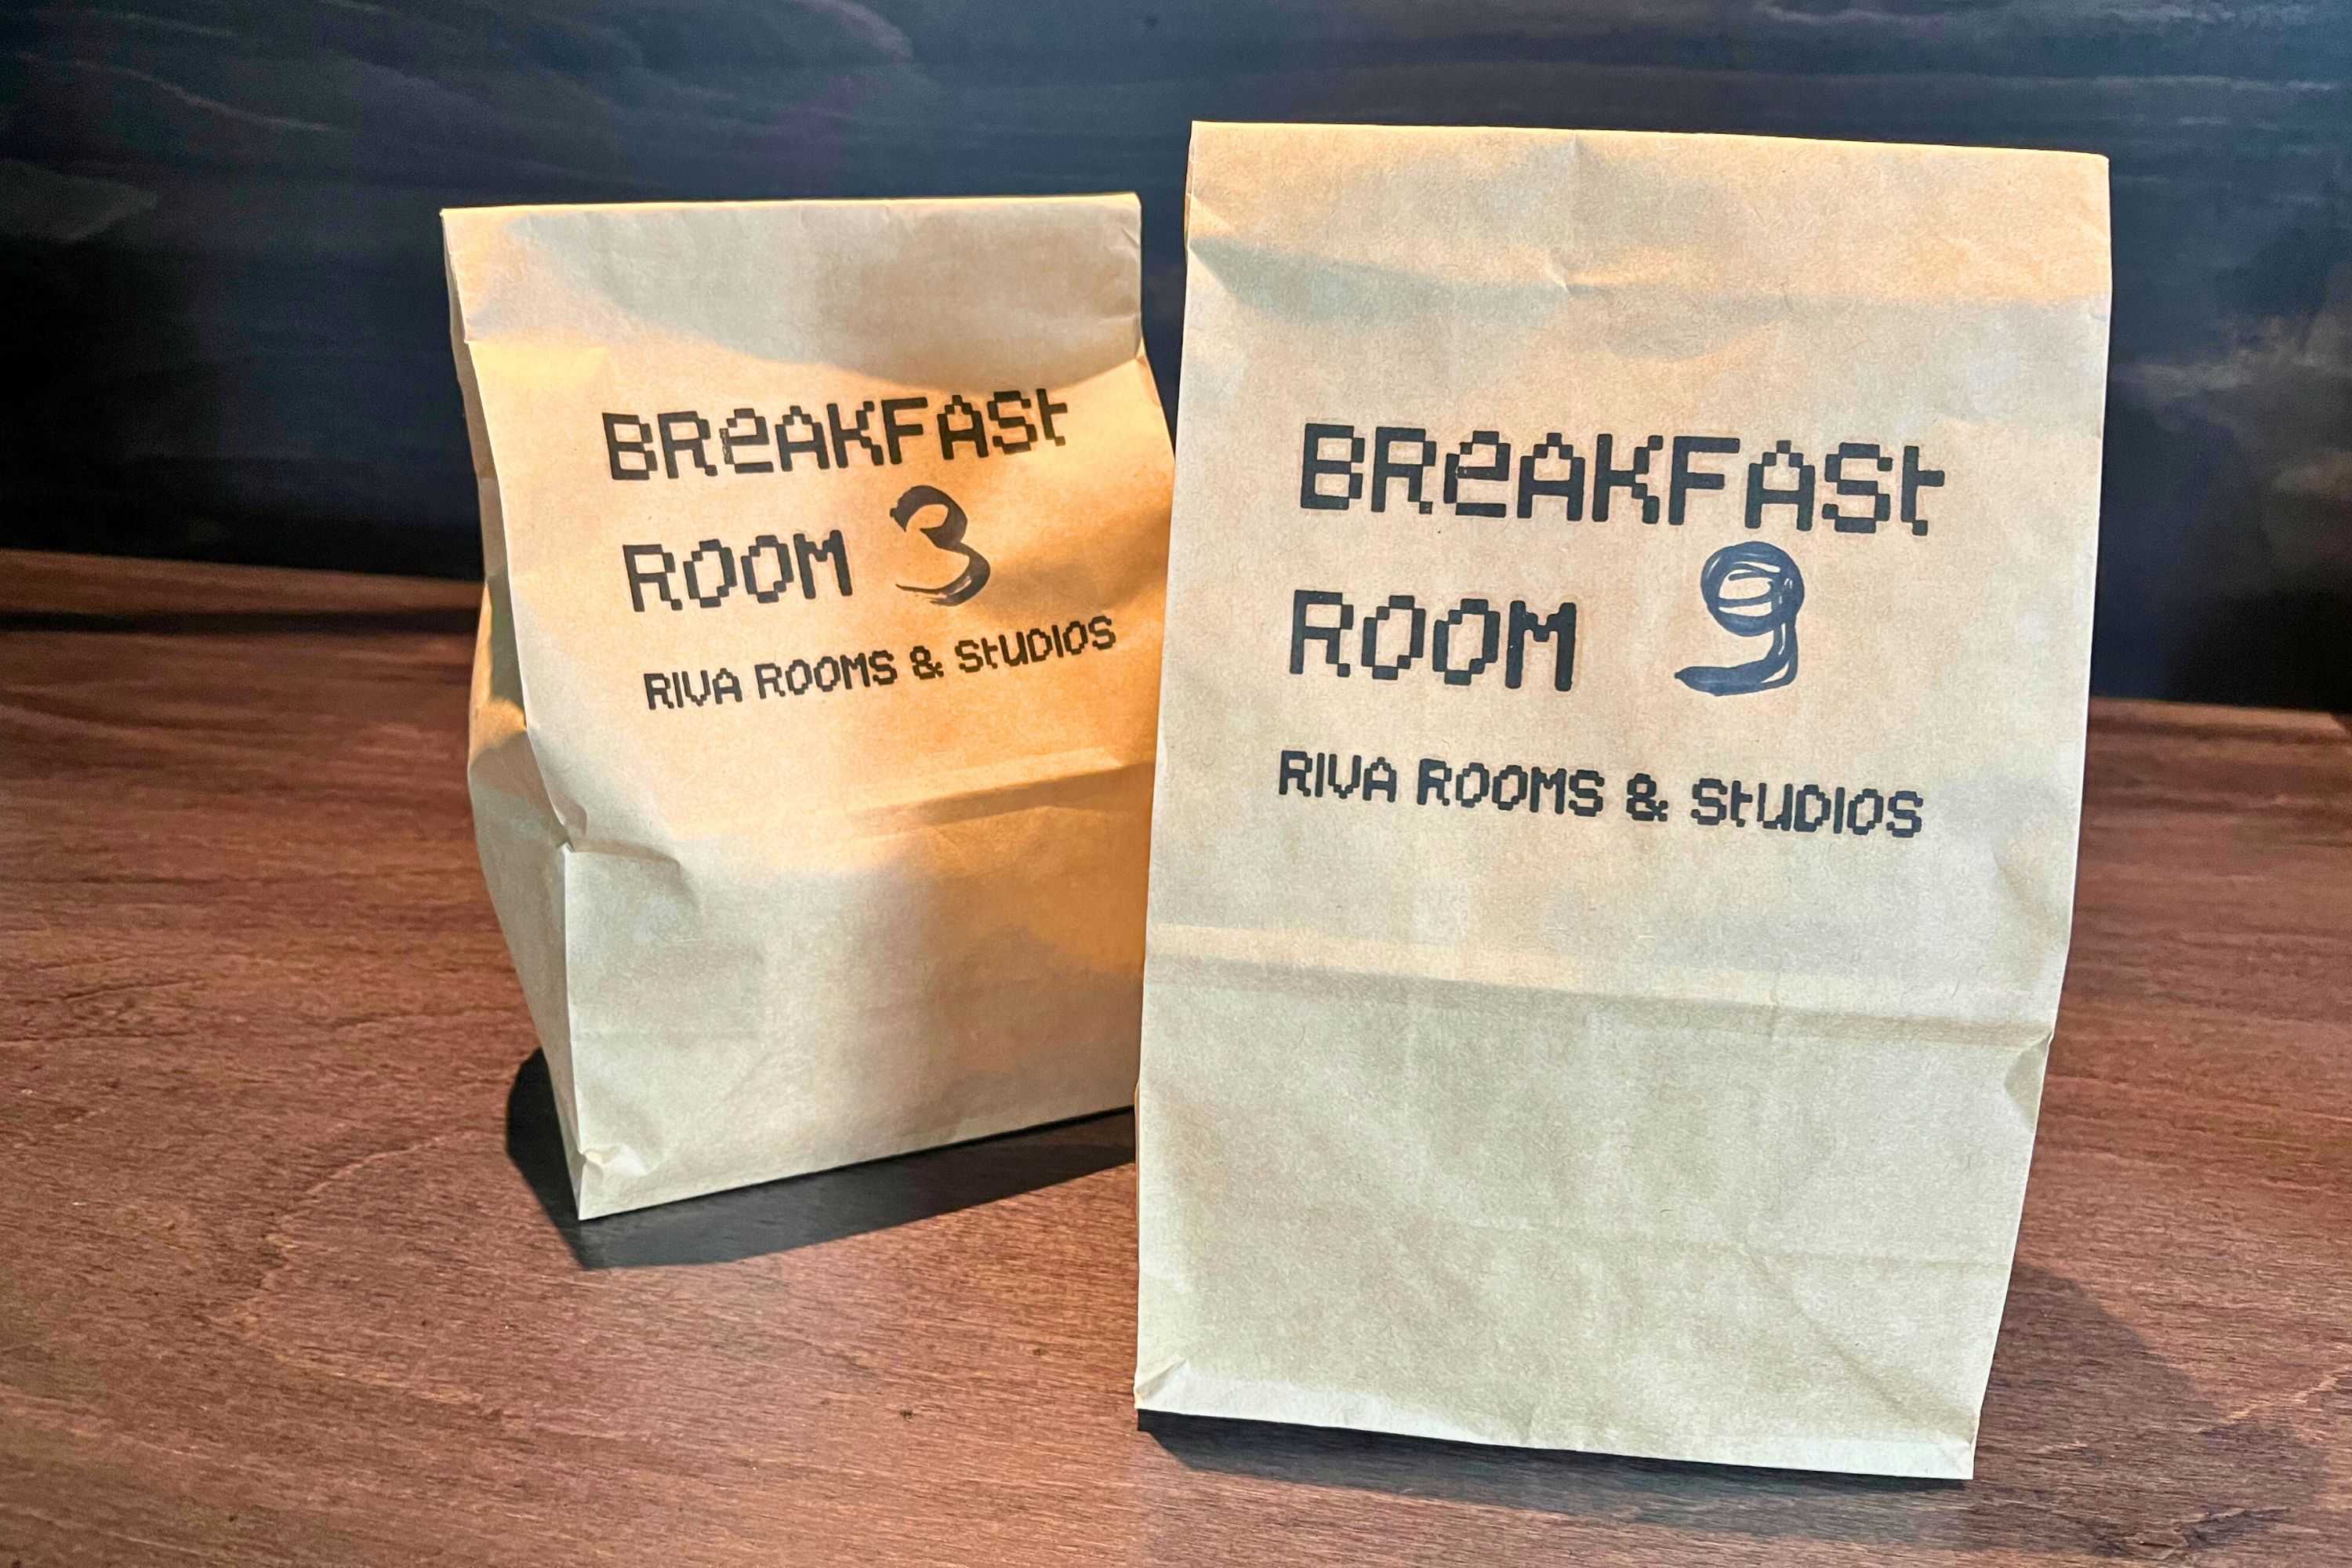 BREAKFASt
ROOM 3
RIVA ROOMS & StUDIOS
BREAKFASt
ROOM 9
RIVA ROOMS & StUDIOS